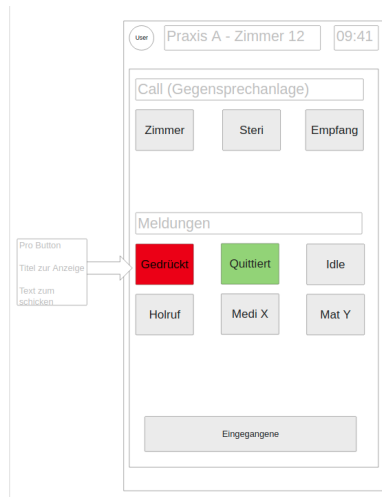 User
Praxis A - Zimmer 12
09:41
Call (Gegensprechanlage)
Zimmer
Steri
Empfang
Meldungen
Pro Button
Titel zur Anzeige
Text zum
schicken
Gedrückt
Quittiert
Idle
Holruf
Medi X
Mat Y
Eingegangene